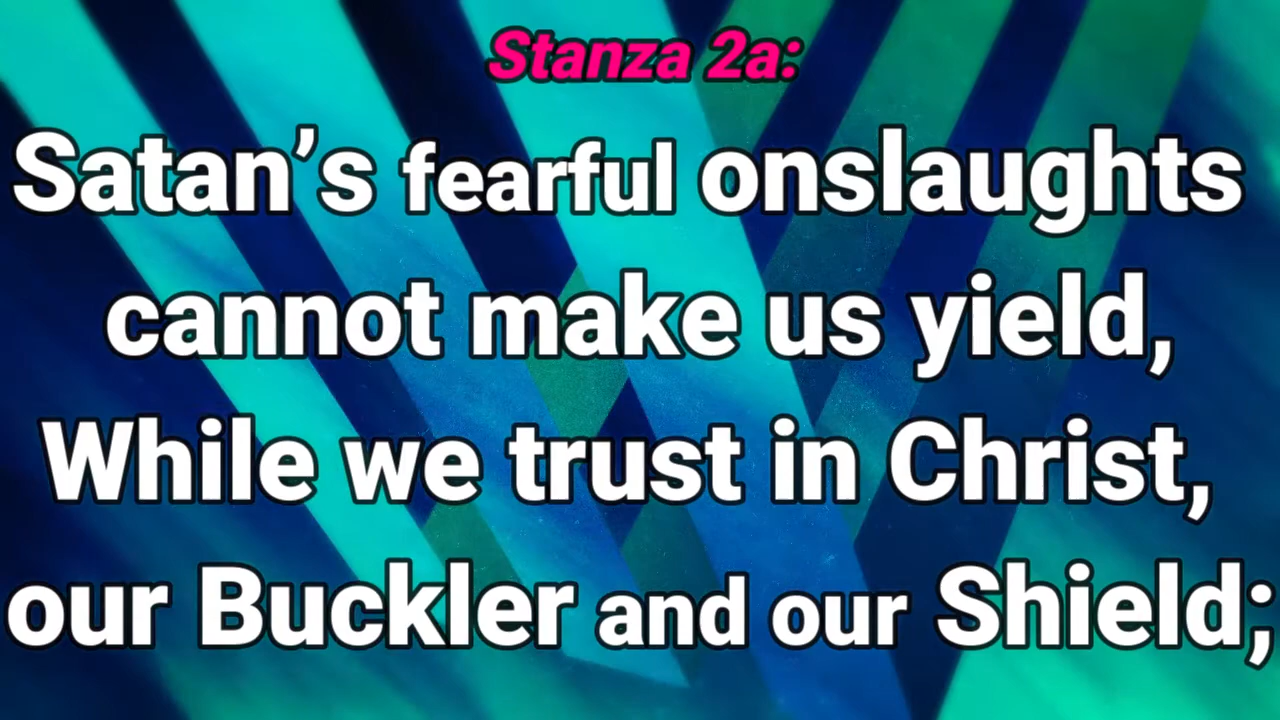 Stanza 2a:
Satan’s fearful onslaughts
cannot make us yield,
While we trust in Christ,
our Buckler and our Shield;